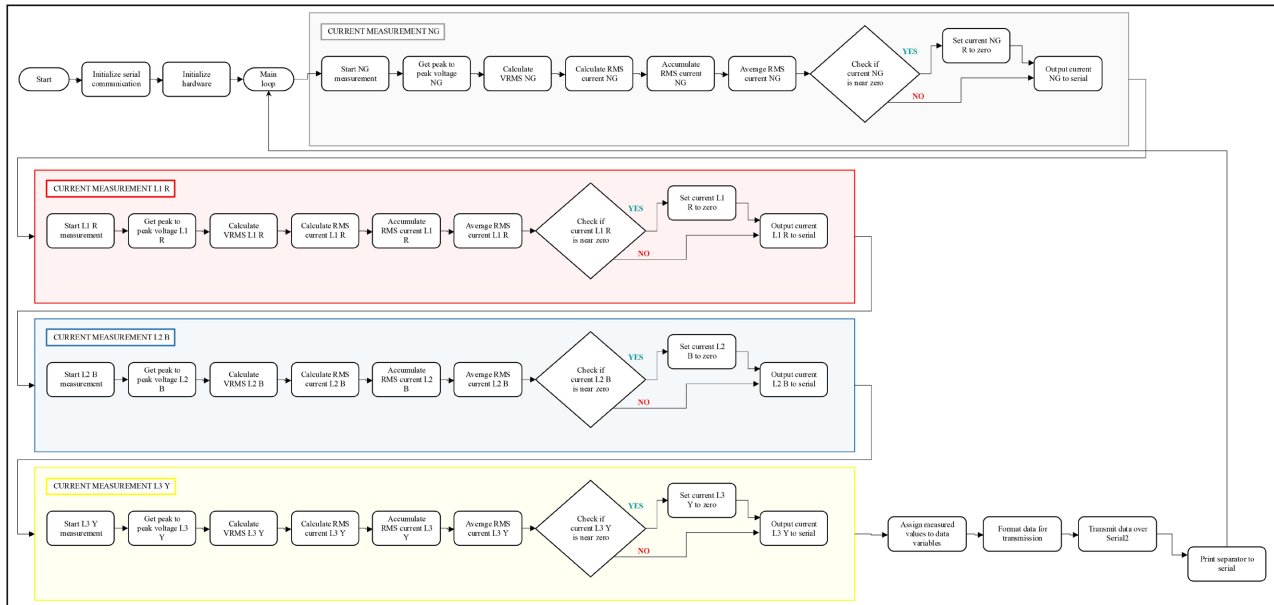 CURRENT MEASUREMENT NG
Start
Initialize serial
communication
Initialize
hardware
Main
loop
Start NG
measurement
Get peak to
peak voltage
NG
Calculate
VRMS NG
Calculate RMS
current NG
Accumulate
RMS current
NG
Average RMS
current NG
Check if
current NG
is near zero
YES
NO
Set current NG
R to zero
Output current
NG to serial
CURRENT MEASUREMENT L1 R
Start L1 R
measurement
Get peak to
peak voltage L1
R
Calculate
VRMS L1 R
Calculate RMS
current L1 R
Accumulate
RMS current L1
R
Average RMS
current L1 R
Check if
current L1 R
is near zero
YES
NO
Set current L1
R to zero
Output current
L1 R to serial
CURRENT MEASUREMENT L2 B
Start L2 B
measurement
Get peak to
peak voltage L2
B
Calculate
VRMS L2 B
Calculate RMS
current L2 B
Accumulate
RMS current L2
B
Average RMS
current L2 B
Check if
current L2 B
is near zero
YES
NO
Set current L2
B to zero
Output current
L2 B to serial
CURRENT MEASUREMENT L3 Y
Start L3 Y
measurement
Get peak to
peak voltage L3
Y
Calculate
VRMS L3 Y
Calculate RMS
current L3 Y
Accumulate
RMS current L3
Y
Average RMS
current L3 Y
Check if
current L3 Y
is near zero
YES
NO
Set current L3
Y to zero
Output current
L3 Y to serial
Assign measured
values to data
variables
Format data for
transmission
Transmit data over
Serial2
Print separator to
serial